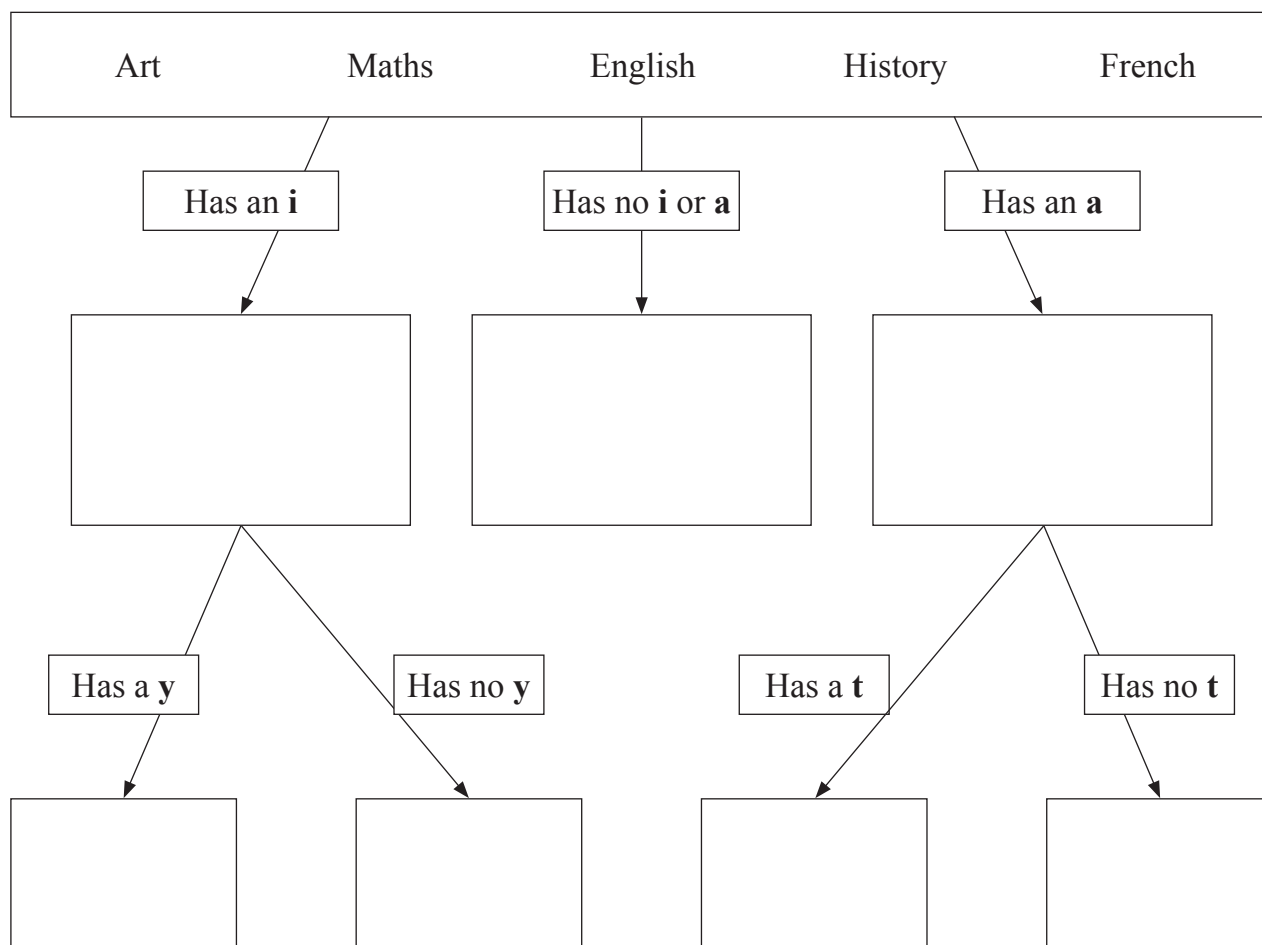 Art Maths English History French
Has an i Has no i or a Has an a
Has a y Has no y Has a t Has no t